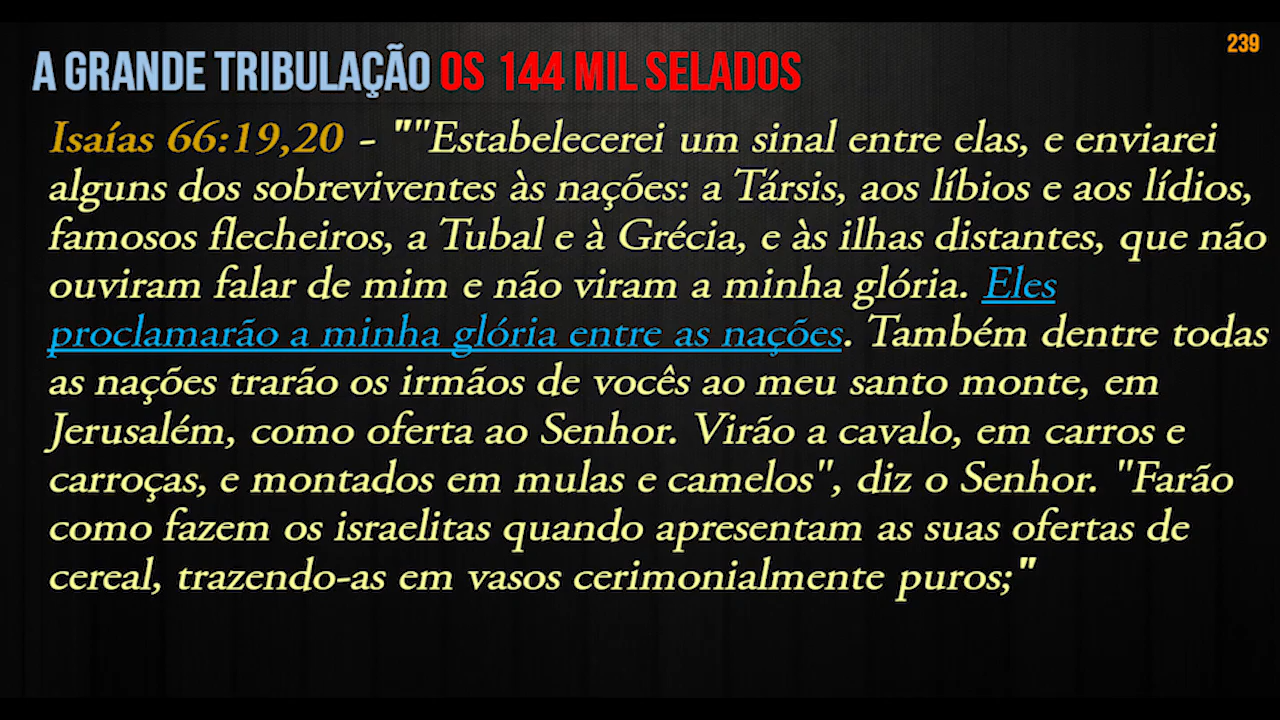 239
A GRANDE TRIBULAÇÃO OS 144 MIL SELADOS
Isaías 66:19,20 - ""Estabelecerei um sinal entre elas, e enviarei
alguns dos sobreviventes às nações: a Társis, aos líbios e aos lídios,
famosos flecheiros, a Tubal e à Grécia, e às ilhas distantes, que não
ouviram falar de mim e não viram a minha glória. Eles
proclamarão a minha glória entre as nações. Também dentre todas
as nações trarão os irmãos de vocês ao meu santo monte, em
Jerusalém, como oferta ao Senhor. Virão a cavalo, em carros e
carroças, e montados em mulas e camelos", diz o Senhor. "Farão
como fazem os israelitas quando apresentam as suas ofertas de
cereal, trazendo-as em vasos cerimonialmente puros;"